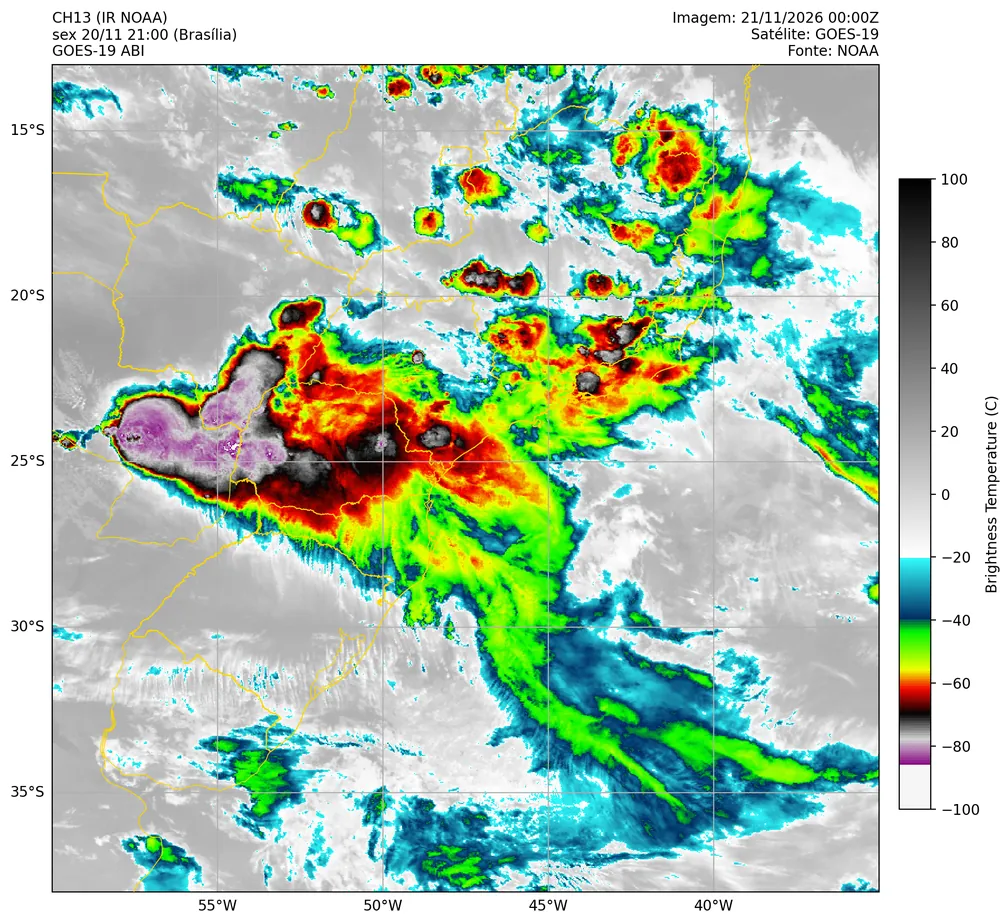 CH13 (IR NOAA)
sex 20/11 21:00 (Brasília)
GOES-19 ABI
Imagem: 21/11/2026 00:00Z
Satélite: GOES-19
Fonte: NOAA
15°S
20°S
25°S
30°S
35°S
55°W
50°W
45°W
40°W
100
80
60
40
20
0
−20
−40
−60
−80
−100
Brightness Temperature (C)